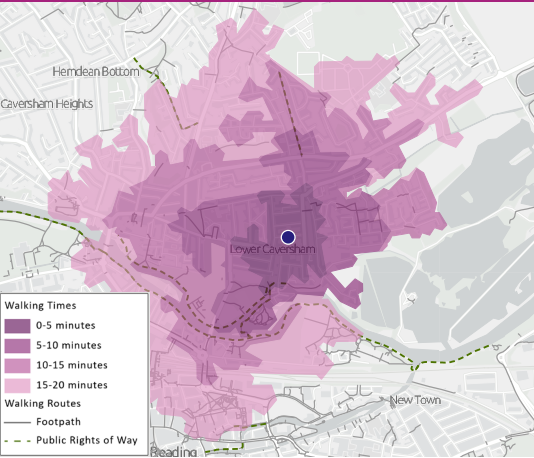 Hemdean Bottom
Caversham Heights
Lower Caversham
Walking Times
0-5 minutes
5-10 minutes
10-15 minutes
15-20 minutes
Walking Routes
Footpath
Public Rights of Way
New Town
Reading